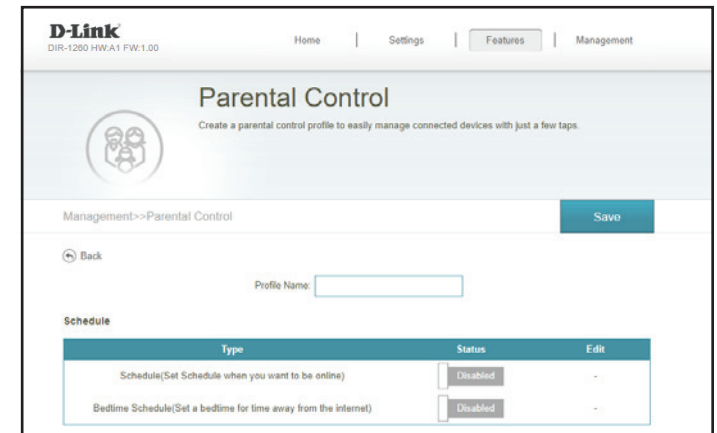 D-Link
DIR-1260 HW:A1 FW:1.00
Home | Settings | Features | Management
Parental Control
Create a parental control profile to easily manage connected devices with just a few taps.
Management>>Parental Control
Save
Back
Profile Name:
Schedule
Type Status Edit
Schedule(Set Schedule when you want to be online) Disabled -
Bedtime Schedule(Set a bedtime for time away from the internet) Disabled -